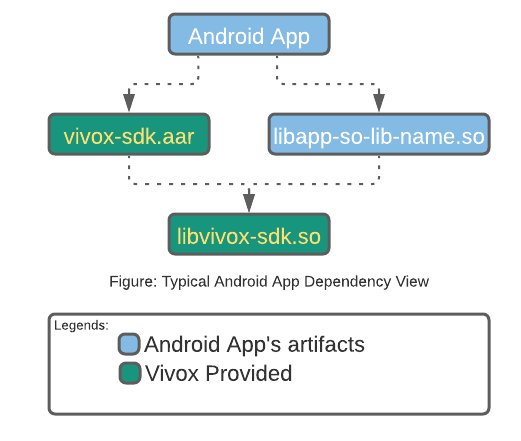 Android App
vivox-sdk.aar
libapp-so-lib-name.so
libvivox-sdk.so
Figure: Typical Android App Dependency View
Legends:
Android App's artifacts
Vivox Provided